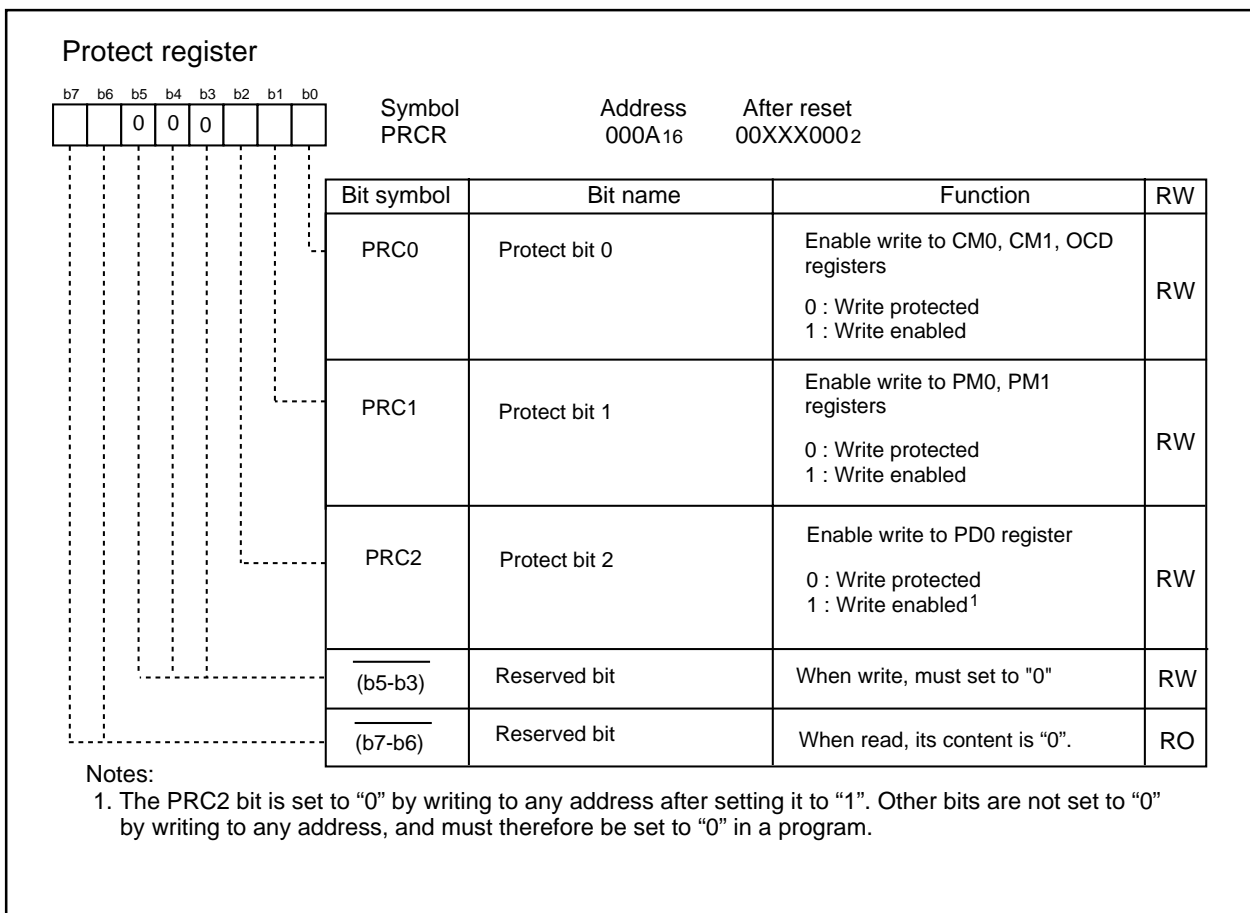 Protect register
b7 b6 b5 b4 b3 b2 b1 b0
0 0 0
Symbol Address After reset
PRCR 000A16 00XXX0002
Bit symbol Bit name Function RW
PRC0 Protect bit 0 Enable write to CM0, CM1, OCD
registers
0 : Write protected
1 : Write enabled
RW
PRC1 Protect bit 1 Enable write to PM0, PM1
registers
0 : Write protected
1 : Write enabled
RW
PRC2 Protect bit 2 Enable write to PD0 register
0 : Write protected
1 : Write enabled1
RW
(b5-b3) Reserved bit When write, must set to "0" RW
(b7-b6) Reserved bit When read, its content is “0”. RO
Notes:
1. The PRC2 bit is set to “0” by writing to any address after setting it to “1”. Other bits are not set to “0”
by writing to any address, and must therefore be set to “0” in a program.